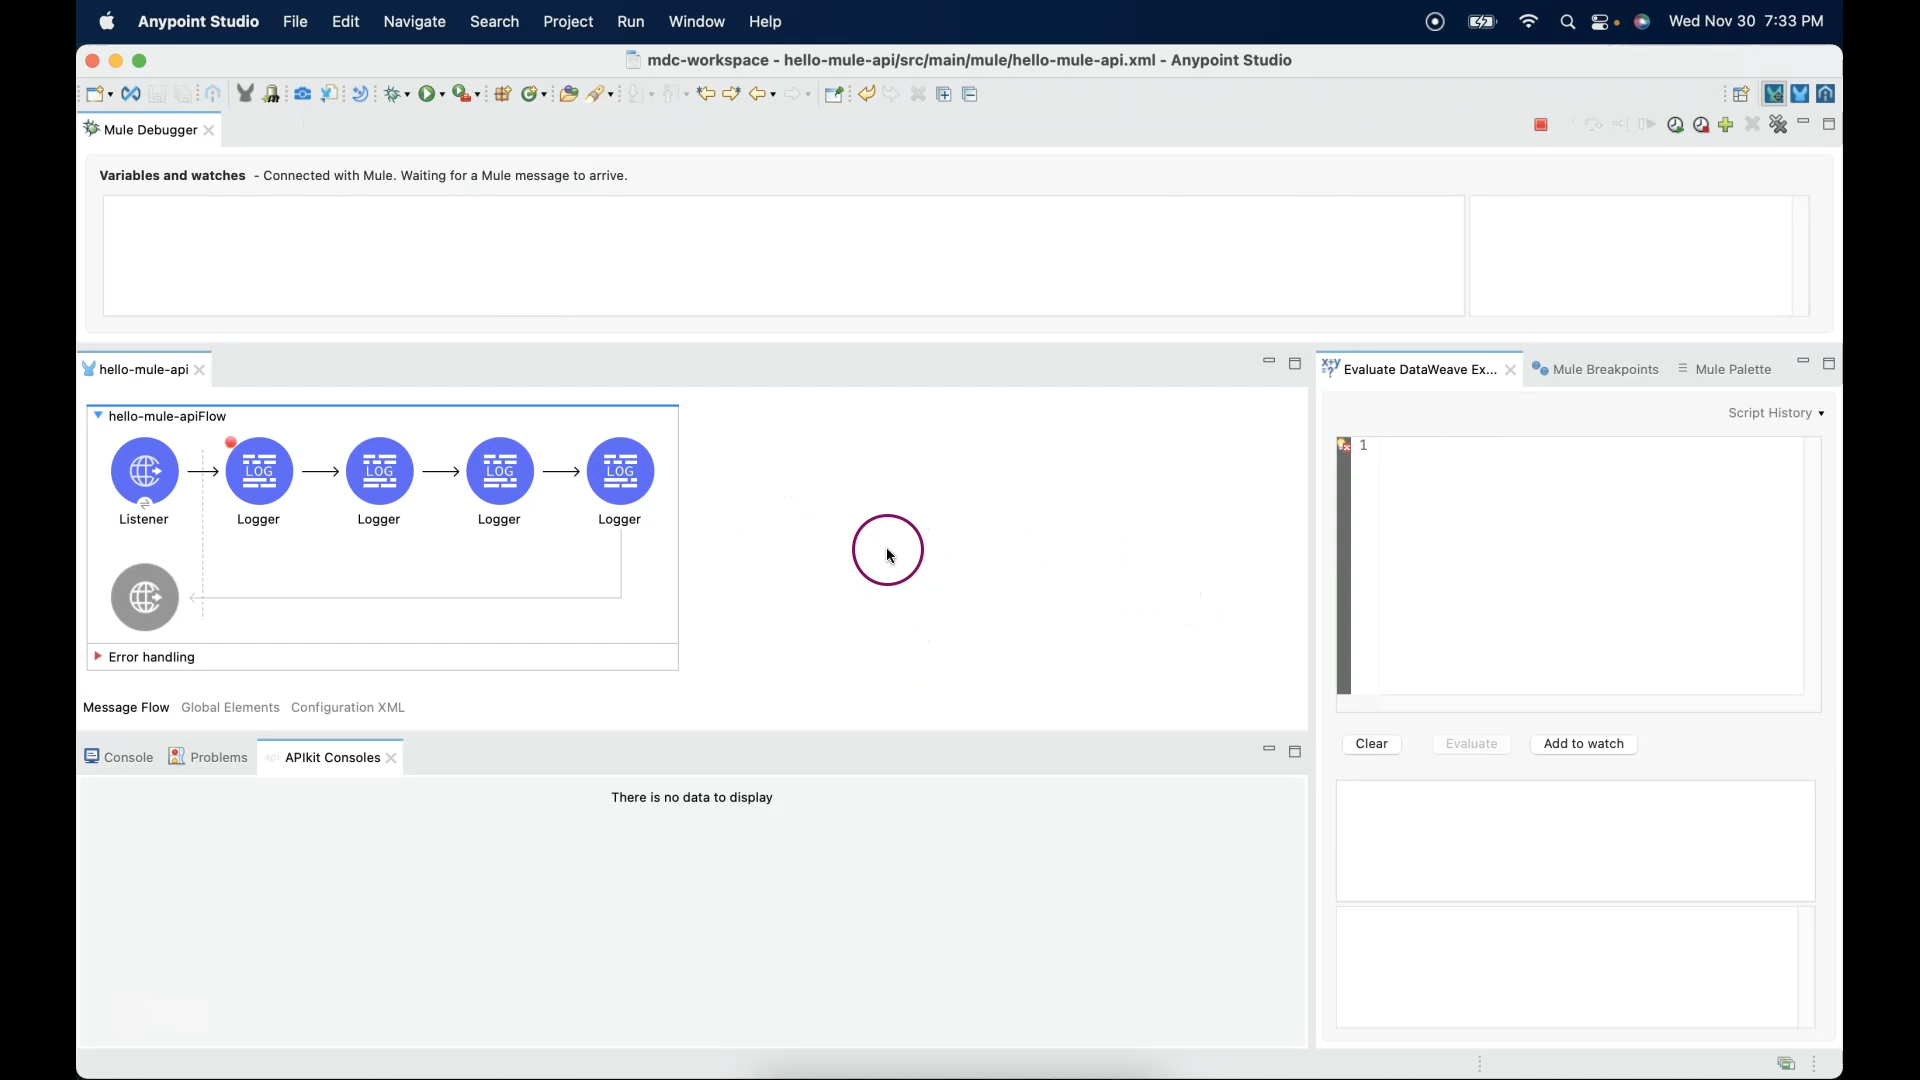 Anypoint Studio File Edit Navigate Search Project Run Window Help Wed Nov 30 7:33 PM
mdc-workspace - hello-mule-api/src/main/mule/hello-mule-api.xml - Anypoint Studio
Mule Debugger
Variables and watches - Connected with Mule. Waiting for a Mule message to arrive.
hello-mule-api
Evaluate DataWeave Ex... Mule Breakpoints Mule Palette
Script History
hello-mule-apiFlow
1
LOG LOG LOG LOG
Listener Logger Logger Logger Logger
Error handling
Message Flow Global Elements Configuration XML
Clear Evaluate Add to watch
Console Problems api APIkit Consoles
There is no data to display